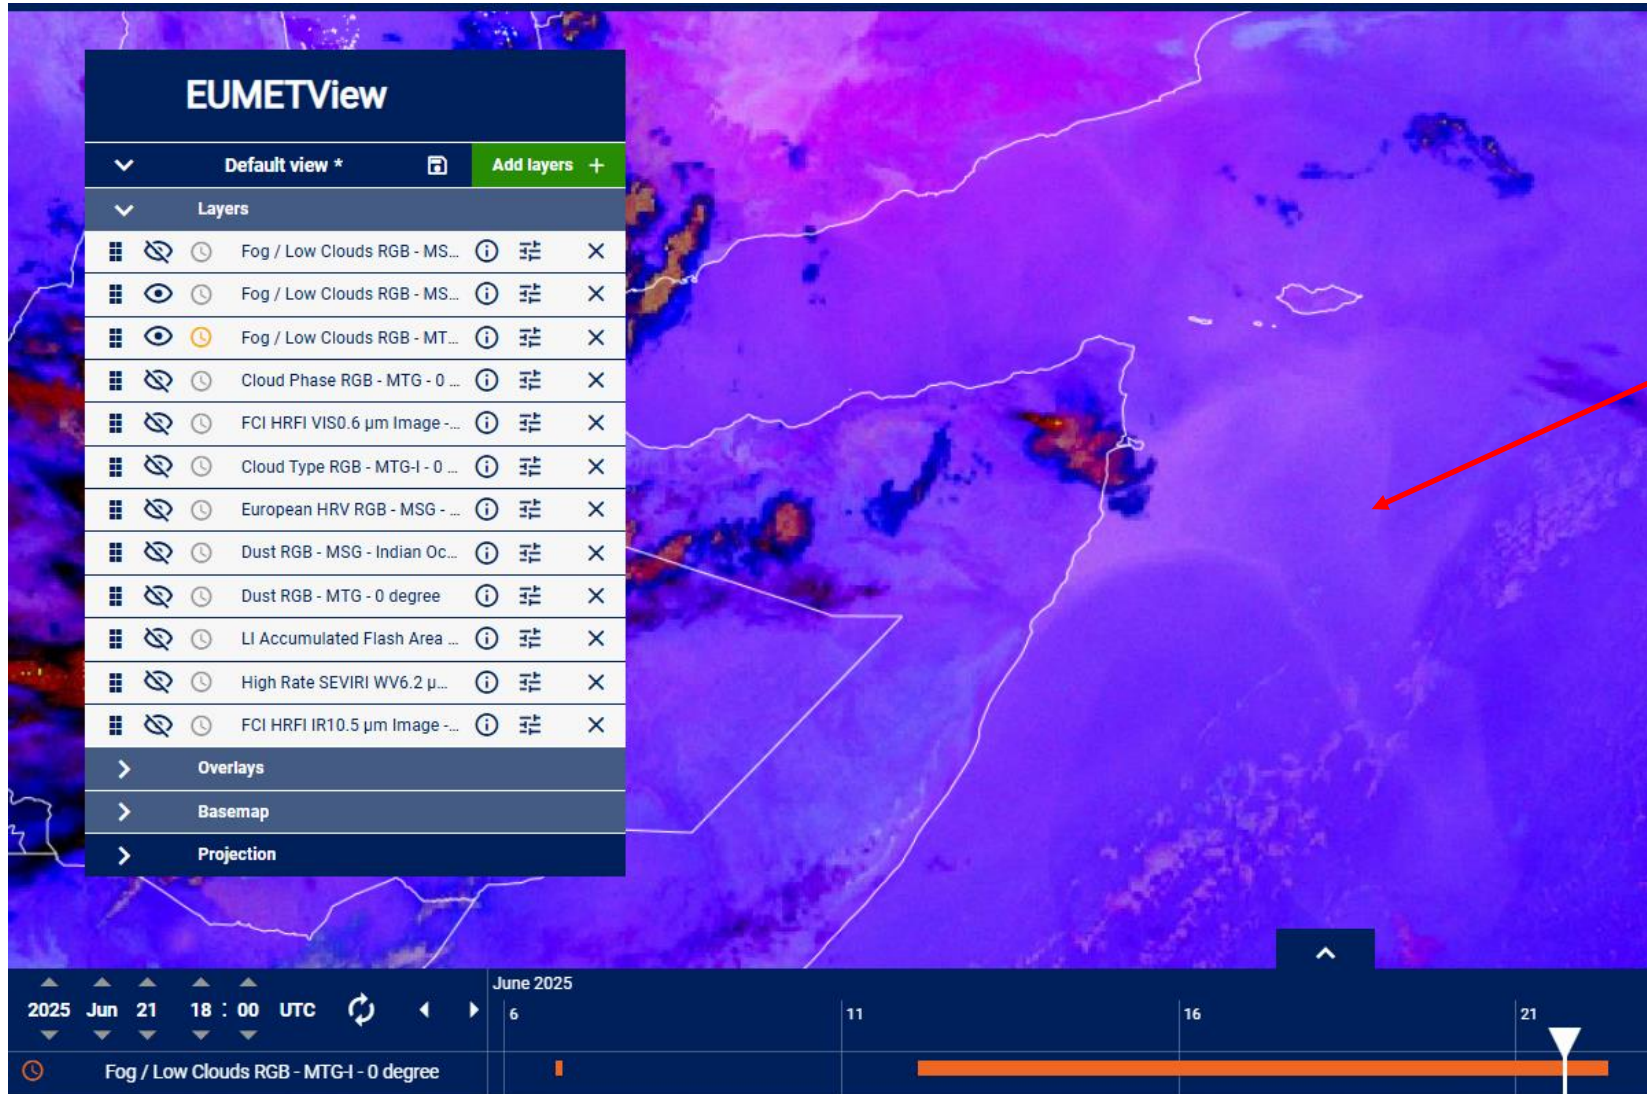 EUMETView
Default view * Add layers +
Layers
Fog / Low Clouds RGB - MS...
Fog / Low Clouds RGB - MS...
Fog / Low Clouds RGB - MT...
Cloud Phase RGB - MTG - 0 ...
FCI HRFI VIS0.6 µm Image -...
Cloud Type RGB - MTG-I - 0 ...
European HRV RGB - MSG - ...
Dust RGB - MSG - Indian Oc...
Dust RGB - MTG - 0 degree
LI Accumulated Flash Area ...
High Rate SEVIRI WV6.2 µ...
FCI HRFI IR10.5 µm Image -...
Overlays
Basemap
Projection
June 2025
2025 Jun 21 18 : 00 UTC 6 11 16 21
Fog / Low Clouds RGB - MTG-I - 0 degree